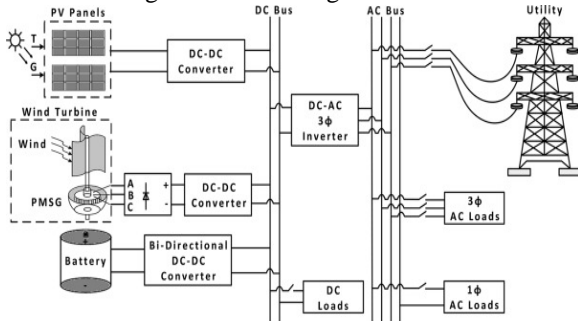 PV Panels
DC Bus
AC Bus
Utility
T
G
DC-DC
Converter
DC-AC
3ϕ
Inverter
Wind Turbine
Wind
PMSG
A
B
C
+
-
DC-DC
Converter
3ϕ
AC Loads
Battery
Bi-Directional
DC-DC
Converter
DC
Loads
1ϕ
AC Loads